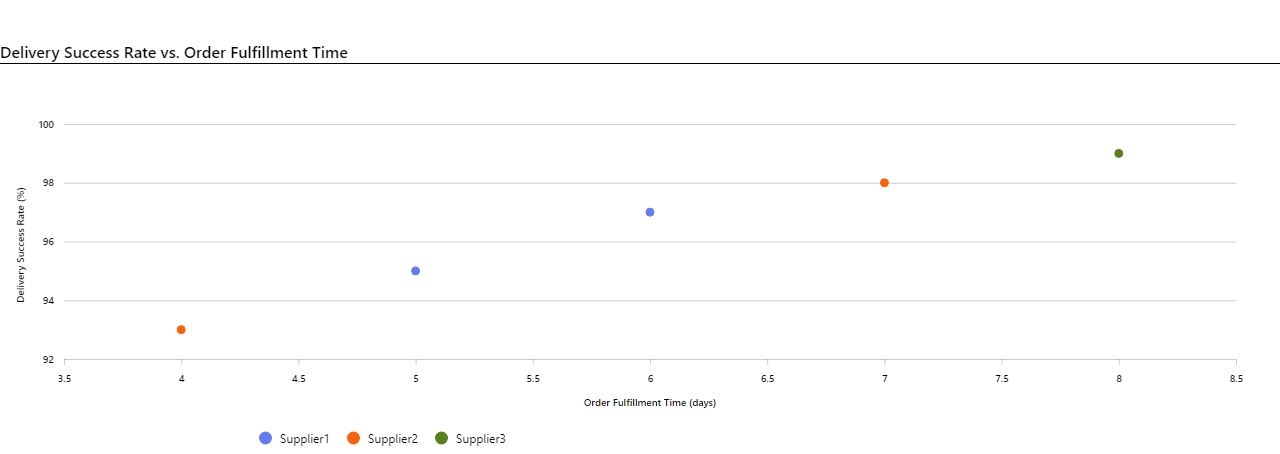 Delivery Success Rate vs. Order Fulfillment Time
Delivery Success Rate (%)
100
98
96
94
92
3.5 4 4.5 5 5.5 6 6.5 7 7.5 8 8.5
Order Fulfillment Time (days)
Supplier1 Supplier2 Supplier3